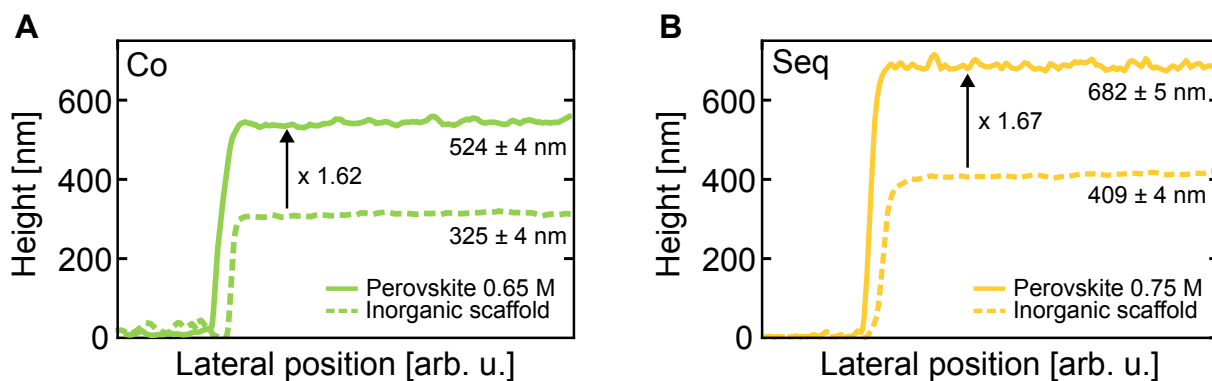 A
Co
Height [nm]
600
400
200
0
524 ± 4 nm
x 1.62
325 ± 4 nm
Perovskite 0.65 M
Inorganic scaffold
Lateral position [arb. u.]
B
Seq
Height [nm]
600
400
200
0
682 ± 5 nm
x 1.67
409 ± 4 nm
Perovskite 0.75 M
Inorganic scaffold
Lateral position [arb. u.]